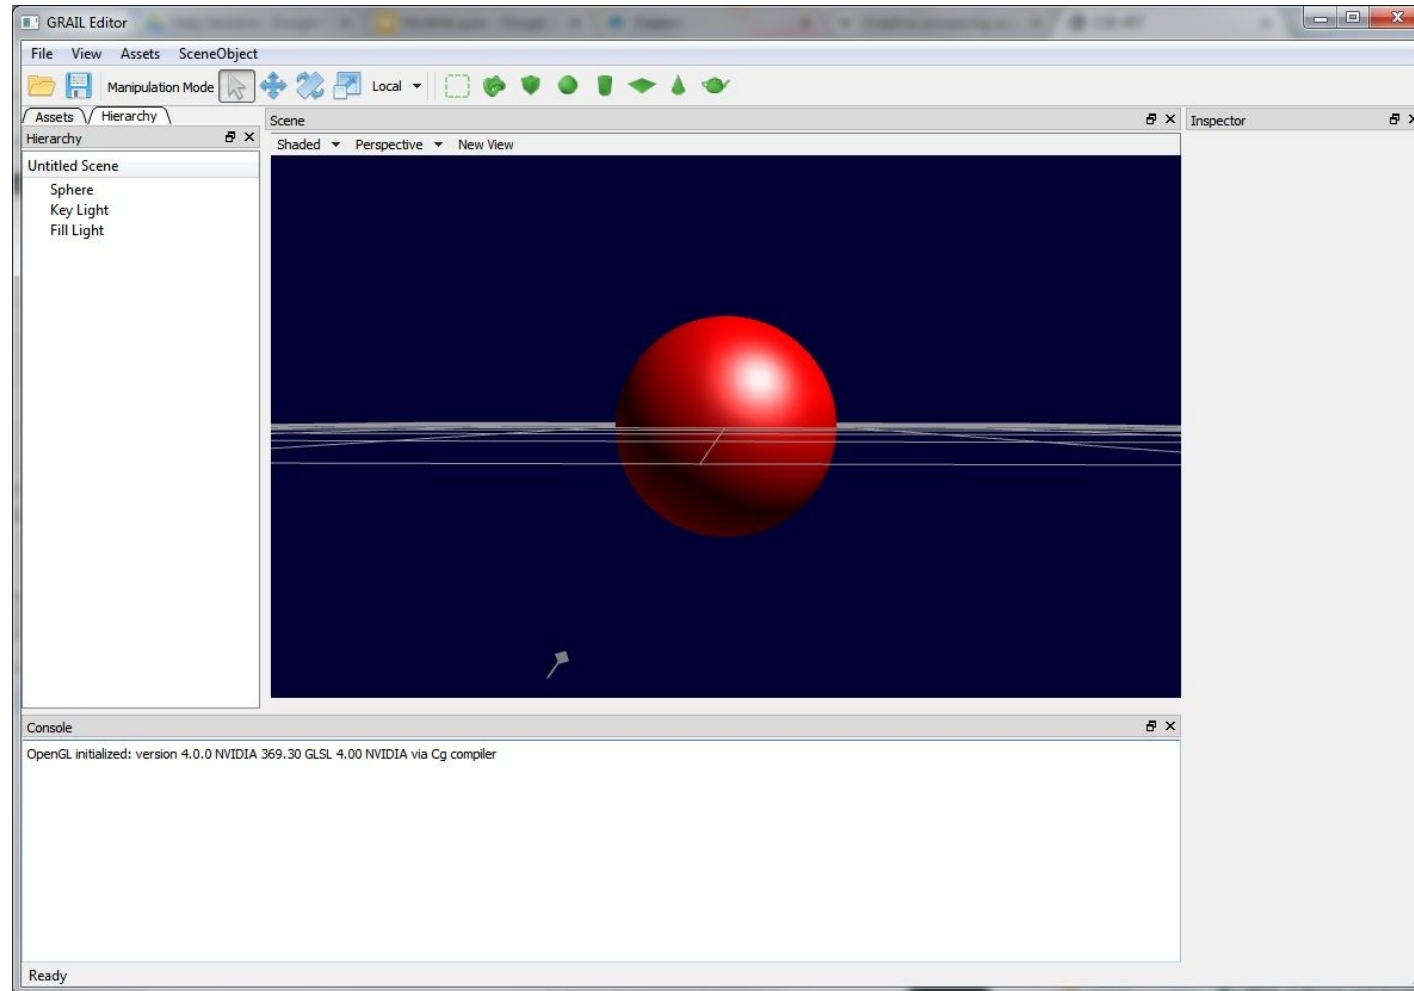 GRAIL Editor
File View Assets SceneObject
Manipulation Mode Local
Assets Hierarchy
Hierarchy
Untitled Scene
Sphere
Key Light
Fill Light
Scene
Shaded Perspective New View
Inspector
Console
OpenGL initialized: version 4.0.0 NVIDIA 369.30 GLSL 4.00 NVIDIA via Cg compiler
Ready